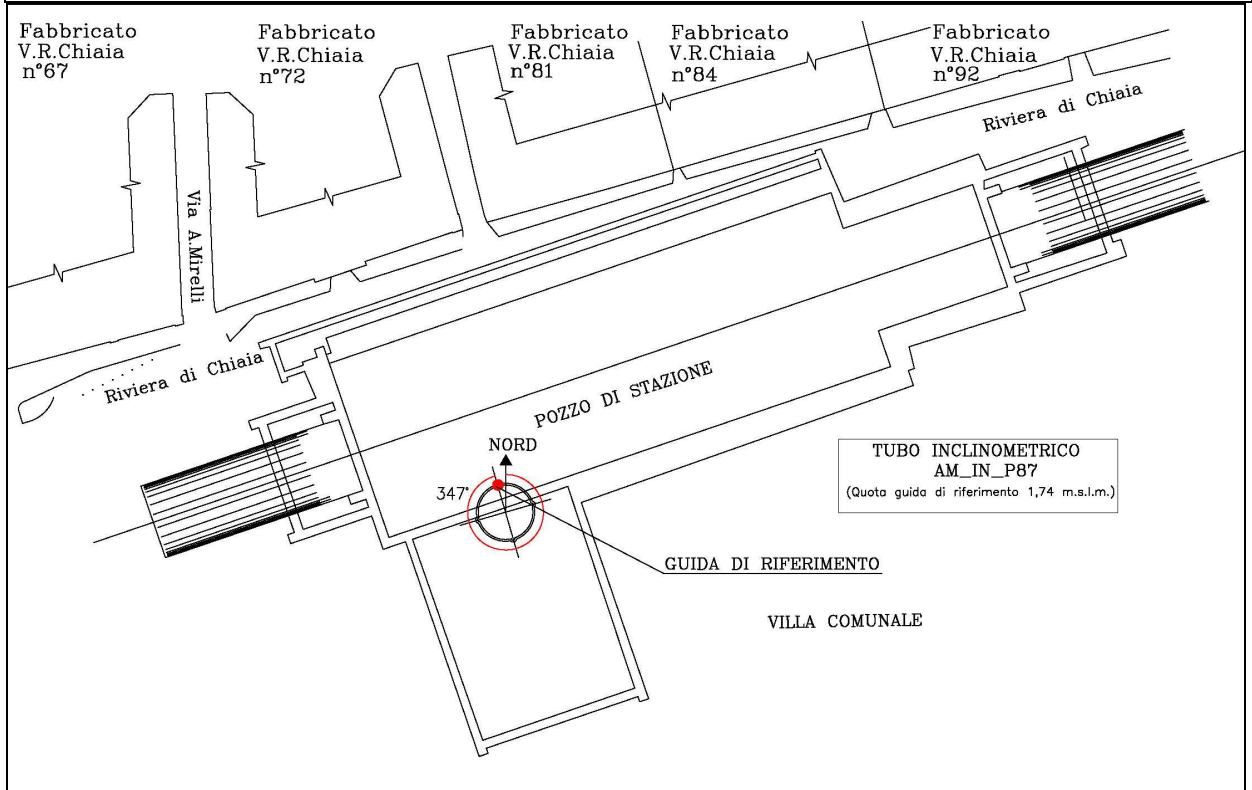 Fabbricato
V.R.Chiaia
n°67
Fabbricato
V.R.Chiaia
n°72
Fabbricato
V.R.Chiaia
n°81
Fabbricato
V.R.Chiaia
n°84
Fabbricato
V.R.Chiaia
n°92
Riviera di Chiaia
Via A.Mirelli
Riviera di Chiaia
POZZO DI STAZIONE
NORD
347°
TUBO INCLINOMETRICO
AM_IN_P87
(Quota guida di riferimento 1,74 m.s.l.m.)
GUIDA DI RIFERIMENTO
VILLA COMUNALE